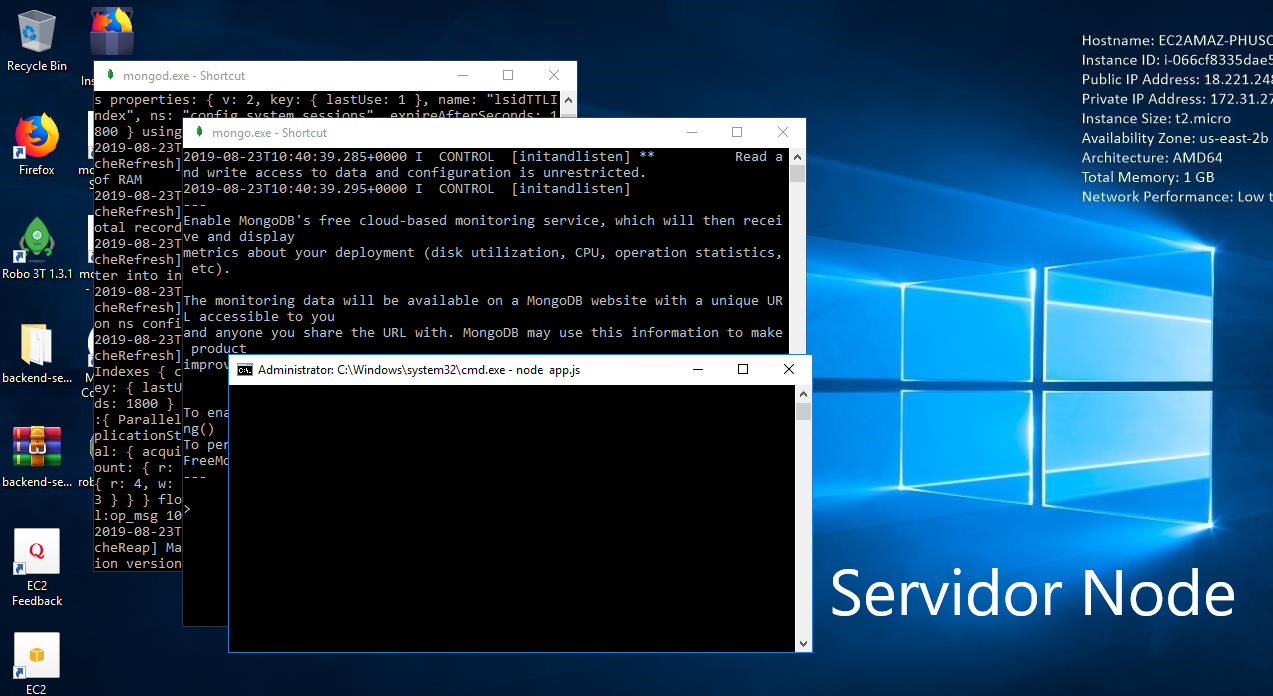 Recycle Bin
Firefox
Robo 3T 1.3.1
backend-se...
backend-se...
EC2
Feedback
EC2
mongod.exe - Shortcut
s properties: { v: 2, key: { lastUse: 1 }, name: "lsidTTLI
ndex", ns: "config.system.sessions", expireAfterSeconds: 1
800 } using
2019-08-23T
cheRefresh]
of RAM
2019-08-23T
cheRefresh]
otal record
2019-08-23T
cheRefresh]
ter into in
2019-08-23T
cheRefresh]
on ns confi
2019-08-23T
cheRefresh]
Indexes { c
ey: { lastU
ds: 1800 }
:{ Parallel
plicationSt
al: { acqui
ount: { r:
{ r: 4, w:
3 } } } flo
l:op_msg 10
2019-08-23T
cheReap] Ma
ion version
mongo.exe - Shortcut
2019-08-23T10:40:39.285+0000 I CONTROL [initandlisten] ** Read a
nd write access to data and configuration is unrestricted.
2019-08-23T10:40:39.295+0000 I CONTROL [initandlisten]
---
Enable MongoDB's free cloud-based monitoring service, which will then recei
ve and display
metrics about your deployment (disk utilization, CPU, operation statistics,
etc).
The monitoring data will be available on a MongoDB website with a unique UR
L accessible to you
and anyone you share the URL with. MongoDB may use this information to make
product
improv
To ena
ng()
To per
FreeMo
---
>
Administrator: C:\Windows\system32\cmd.exe - node app.js
Hostname: EC2AMAZ-PHUSC
Instance ID: i-066cf8335dae5
Public IP Address: 18.221.248
Private IP Address: 172.31.27
Instance Size: t2.micro
Availability Zone: us-east-2b
Architecture: AMD64
Total Memory: 1 GB
Network Performance: Low t
Servidor Node